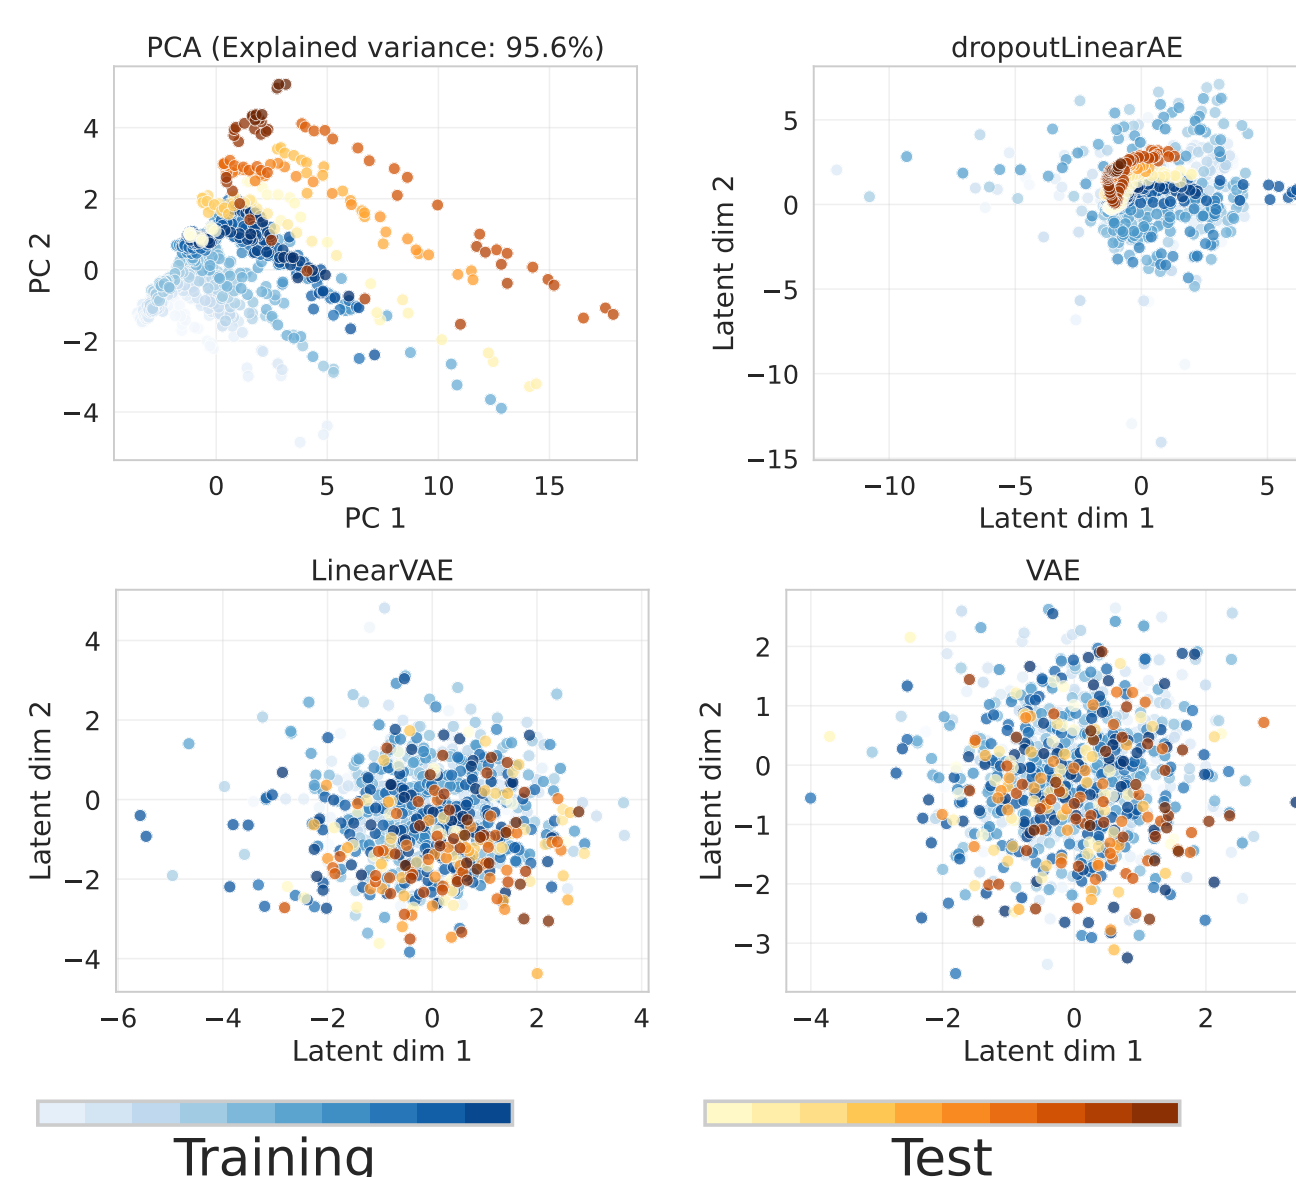 PCA (Explained variance: 95.6%)
PC 2
4
2
0
−2
−4
0 5 10 15
PC 1
dropoutLinearAE
Latent dim 2
5
0
−5
−10
−15
−10 −5 0 5
Latent dim 1
LinearVAE
Latent dim 2
4
2
0
−2
−4
−6 −4 −2 0 2 4
Latent dim 1
VAE
Latent dim 2
2
1
0
−1
−2
−3
−4 −2 0 2
Latent dim 1
Training
Test